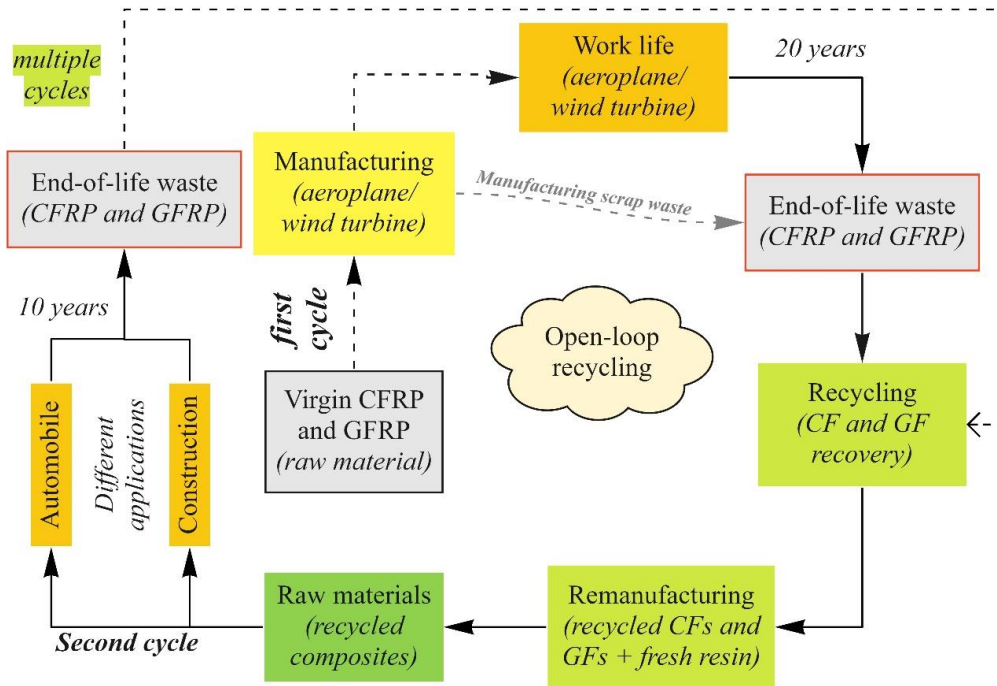 multiple
cycles
Work life
(aeroplane/
wind turbine)
20 years
Manufacturing
(aeroplane/
wind turbine)
Manufacturing scrap waste
End-of-life waste
(CFRP and GFRP)
End-of-life waste
(CFRP and GFRP)
10 years
first
cycle
Open-loop
recycling
Virgin CFRP
and GFRP
(raw material)
Recycling
(CF and GF
recovery)
Automobile
Different
applications
Construction
Second cycle
Raw materials
(recycled
composites)
Remanufacturing
(recycled CFs and
GFs + fresh resin)